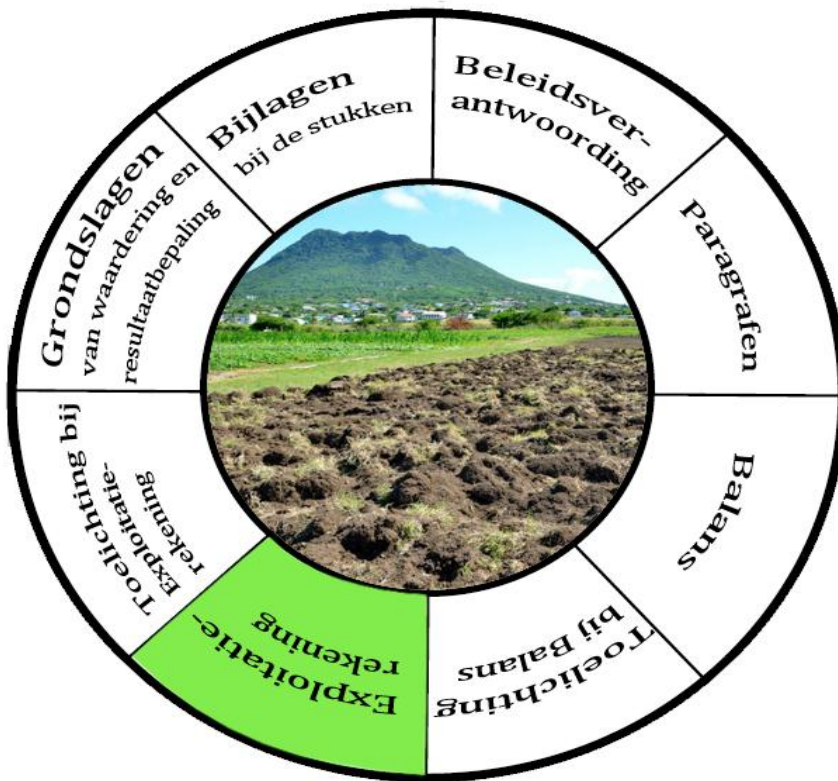 Beleidsver-
antwoording
Paragrafen
Balans
Toelichting
bij Balans
Exploitatie-
rekening
Toelichting bij
Exploitatie-
rekening
Grondslagen
van waardering en
resultaatbepaling
Bijlagen
bij de stukken